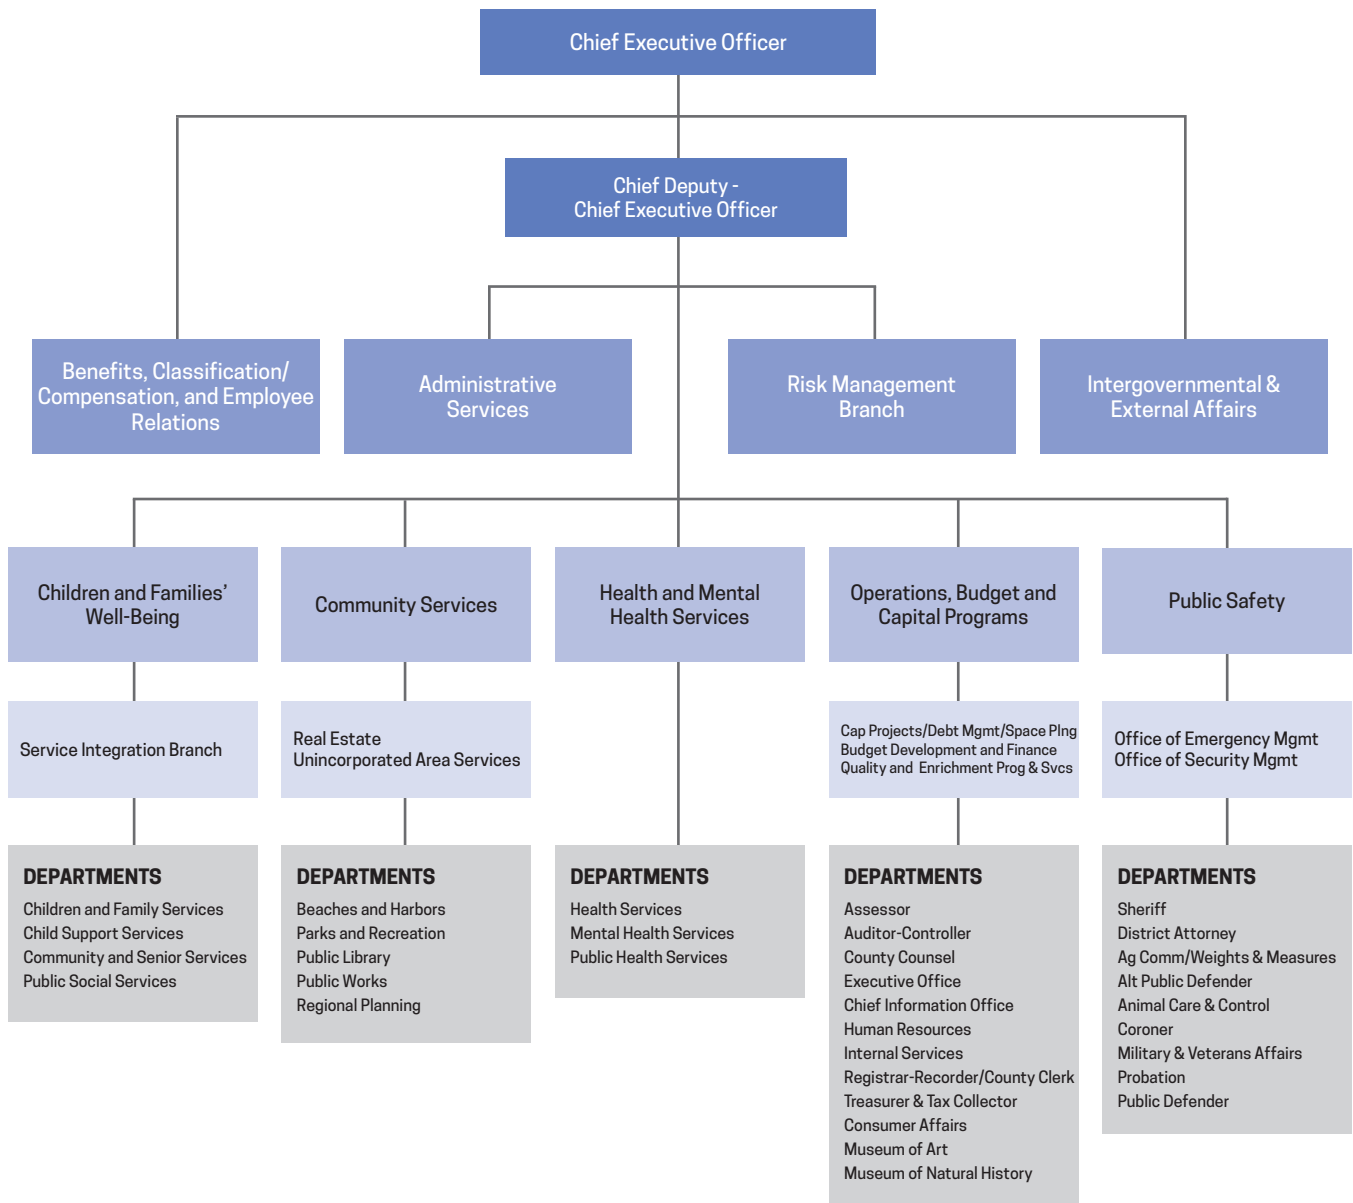 Chief Executive Officer
Chief Deputy -
Chief Executive Officer
Benefits, Classification/
Compensation, and Employee
Relations
Administrative
Services
Risk Management
Branch
Intergovernmental &
External Affairs
Children and Families’
Well-Being
Community Services
Health and Mental
Health Services
Operations, Budget and
Capital Programs
Public Safety
Service Integration Branch
Real Estate
Unincorporated Area Services
Cap Projects/Debt Mgmt/Space Plng
Budget Development and Finance
Quality and Enrichment Prog & Svcs
Office of Emergency Mgmt
Office of Security Mgmt
DEPARTMENTS
Children and Family Services
Child Support Services
Community and Senior Services
Public Social Services
DEPARTMENTS
Beaches and Harbors
Parks and Recreation
Public Library
Public Works
Regional Planning
DEPARTMENTS
Health Services
Mental Health Services
Public Health Services
DEPARTMENTS
Assessor
Auditor-Controller
County Counsel
Executive Office
Chief Information Office
Human Resources
Internal Services
Registrar-Recorder/County Clerk
Treasurer & Tax Collector
Consumer Affairs
Museum of Art
Museum of Natural History
DEPARTMENTS
Sheriff
District Attorney
Ag Comm/Weights & Measures
Alt Public Defender
Animal Care & Control
Coroner
Military & Veterans Affairs
Probation
Public Defender